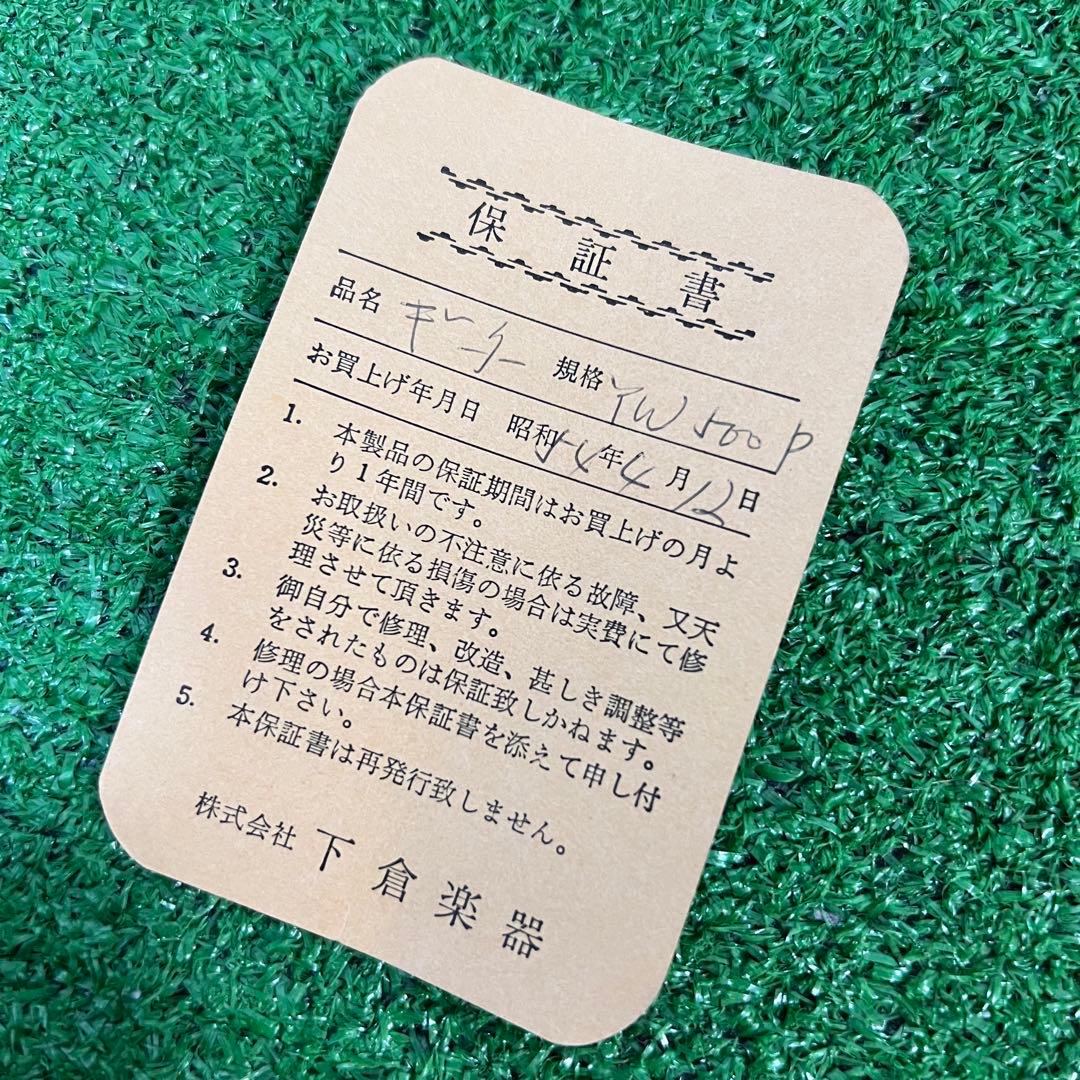 保証書
品名 ギター 規格 YW500P
お買上げ年月日 昭和54年4月12日
1. 本製品の保証期間はお買上げの月よ
り1年間です。
2. お取扱いの不注意に依る故障、又天
災等に依る損傷の場合は実費にて修
理させて頂きます。
3. 御自分で修理、改造、甚しき調整等
をされたものは保証致しかねます。
4. 修理の場合本保証書を添えて申し付
け下さい。
5. 本保証書は再発行致しません。
株式会社 下倉楽器